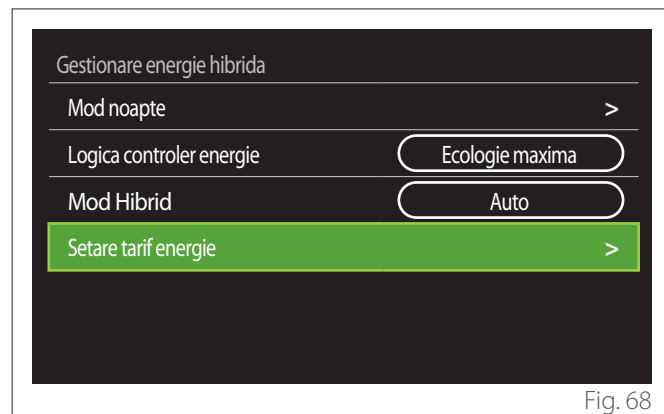 Gestionare energie hibrida
Mod noapte >
Logica controler energie Ecologie maxima
Mod Hibrid Auto
Setare tarif energie >
Fig. 68